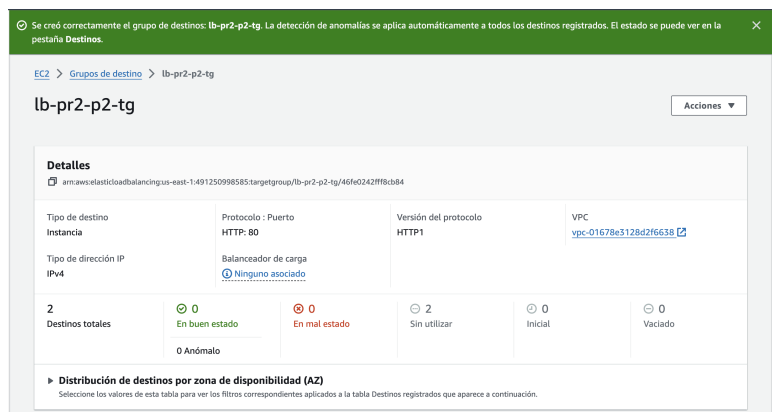 Se creó correctamente el grupo de destinos: lb-pr2-p2-tg. La detección de anomalías se aplica automáticamente a todos los destinos registrados. El estado se puede ver en la
pestaña Destinos.
EC2 > Grupos de destino > lb-pr2-p2-tg
lb-pr2-p2-tg
Acciones
Detalles
arn:aws:elasticloadbalancing:us-east-1:491250998585:targetgroup/lb-pr2-p2-tg/46fe0242fff8cb84
Tipo de destino
Instancia
Protocolo : Puerto
HTTP: 80
Versión del protocolo
HTTP1
VPC
vpc-01678e3128d2f6638
Tipo de dirección IP
IPv4
Balanceador de carga
Ninguno asociado
2
Destinos totales
0
En buen estado
0 Anómalo
0
En mal estado
2
Sin utilizar
0
Inicial
0
Vaciado
Distribución de destinos por zona de disponibilidad (AZ)
Seleccione los valores de esta tabla para ver los filtros correspondientes aplicados a la tabla Destinos registrados que aparece a continuación.